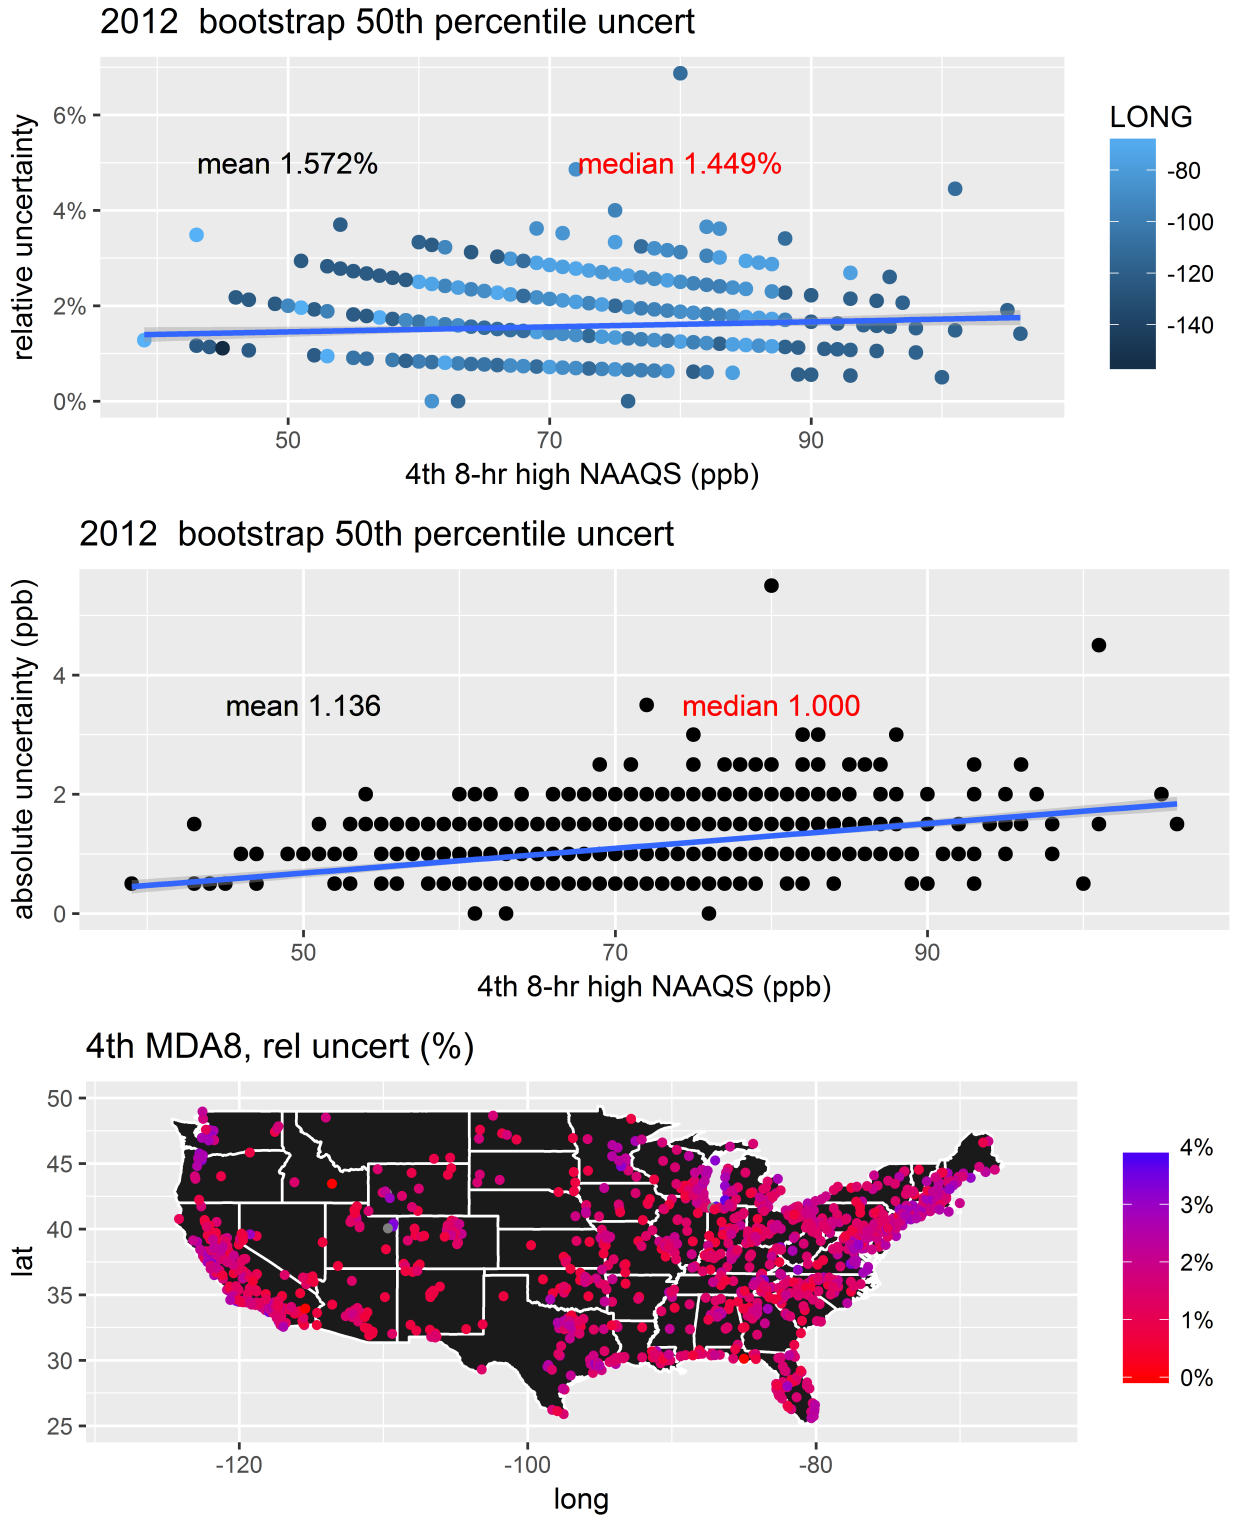 2012  bootstrap 50th percentile uncert
relative uncertainty
6%
4%
2%
0%
mean 1.572%
median 1.449%
50
70
90
4th 8-hr high NAAQS (ppb)
LONG
-80
-100
-120
-140
2012  bootstrap 50th percentile uncert
absolute uncertainty (ppb)
4
2
0
mean 1.136
median 1.000
50
70
90
4th 8-hr high NAAQS (ppb)
4th MDA8, rel uncert (%)
lat
50
45
40
35
30
25
-120
-100
-80
long
4%
3%
2%
1%
0%